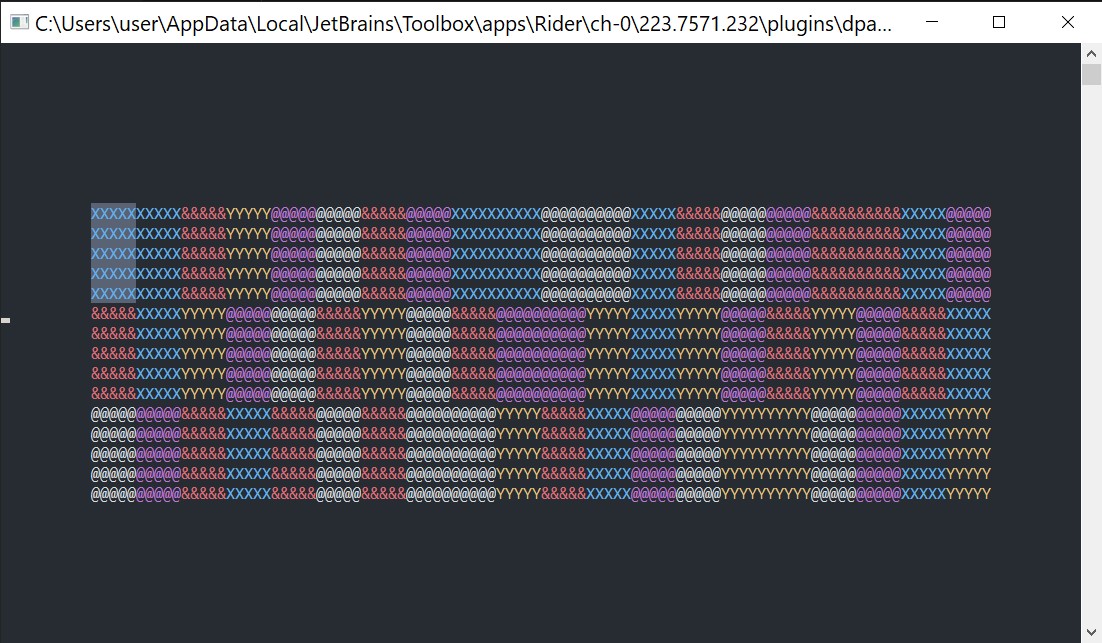 C:\Users\user\AppData\Local\JetBrains\Toolbox\apps\Rider\ch-0\223.7571.232\plugins\dpa...
XXXXXXXXXX&&&&&YYYYY@@@@@@@@@@&&&&&@@@@@XXXXXXXXXX@@@@@@@@@@XXXXX&&&&&@@@@@@@@@@&&&&&&&&&&XXXXX@@@@@
XXXXXXXXXX&&&&&YYYYY@@@@@@@@@@&&&&&@@@@@XXXXXXXXXX@@@@@@@@@@XXXXX&&&&&@@@@@@@@@@&&&&&&&&&&XXXXX@@@@@
XXXXXXXXXX&&&&&YYYYY@@@@@@@@@@&&&&&@@@@@XXXXXXXXXX@@@@@@@@@@XXXXX&&&&&@@@@@@@@@@&&&&&&&&&&XXXXX@@@@@
XXXXXXXXXX&&&&&YYYYY@@@@@@@@@@&&&&&@@@@@XXXXXXXXXX@@@@@@@@@@XXXXX&&&&&@@@@@@@@@@&&&&&&&&&&XXXXX@@@@@
XXXXXXXXXX&&&&&YYYYY@@@@@@@@@@&&&&&@@@@@XXXXXXXXXX@@@@@@@@@@XXXXX&&&&&@@@@@@@@@@&&&&&&&&&&XXXXX@@@@@
&&&&&XXXXXYYYYY@@@@@@@@@@&&&&&YYYYY@@@@@&&&&&@@@@@@@@@@YYYYYXXXXXYYYYY@@@@@&&&&&YYYYY@@@@@&&&&&XXXXX
&&&&&XXXXXYYYYY@@@@@@@@@@&&&&&YYYYY@@@@@&&&&&@@@@@@@@@@YYYYYXXXXXYYYYY@@@@@&&&&&YYYYY@@@@@&&&&&XXXXX
&&&&&XXXXXYYYYY@@@@@@@@@@&&&&&YYYYY@@@@@&&&&&@@@@@@@@@@YYYYYXXXXXYYYYY@@@@@&&&&&YYYYY@@@@@&&&&&XXXXX
&&&&&XXXXXYYYYY@@@@@@@@@@&&&&&YYYYY@@@@@&&&&&@@@@@@@@@@YYYYYXXXXXYYYYY@@@@@&&&&&YYYYY@@@@@&&&&&XXXXX
&&&&&XXXXXYYYYY@@@@@@@@@@&&&&&YYYYY@@@@@&&&&&@@@@@@@@@@YYYYYXXXXXYYYYY@@@@@&&&&&YYYYY@@@@@&&&&&XXXXX
@@@@@@@@@@&&&&&XXXXX&&&&&@@@@@&&&&&@@@@@@@@@@YYYYY&&&&&XXXXX@@@@@@@@@@YYYYYYYYYY@@@@@@@@@@XXXXXYYYYY
@@@@@@@@@@&&&&&XXXXX&&&&&@@@@@&&&&&@@@@@@@@@@YYYYY&&&&&XXXXX@@@@@@@@@@YYYYYYYYYY@@@@@@@@@@XXXXXYYYYY
@@@@@@@@@@&&&&&XXXXX&&&&&@@@@@&&&&&@@@@@@@@@@YYYYY&&&&&XXXXX@@@@@@@@@@YYYYYYYYYY@@@@@@@@@@XXXXXYYYYY
@@@@@@@@@@&&&&&XXXXX&&&&&@@@@@&&&&&@@@@@@@@@@YYYYY&&&&&XXXXX@@@@@@@@@@YYYYYYYYYY@@@@@@@@@@XXXXXYYYYY
@@@@@@@@@@&&&&&XXXXX&&&&&@@@@@&&&&&@@@@@@@@@@YYYYY&&&&&XXXXX@@@@@@@@@@YYYYYYYYYY@@@@@@@@@@XXXXXYYYYY